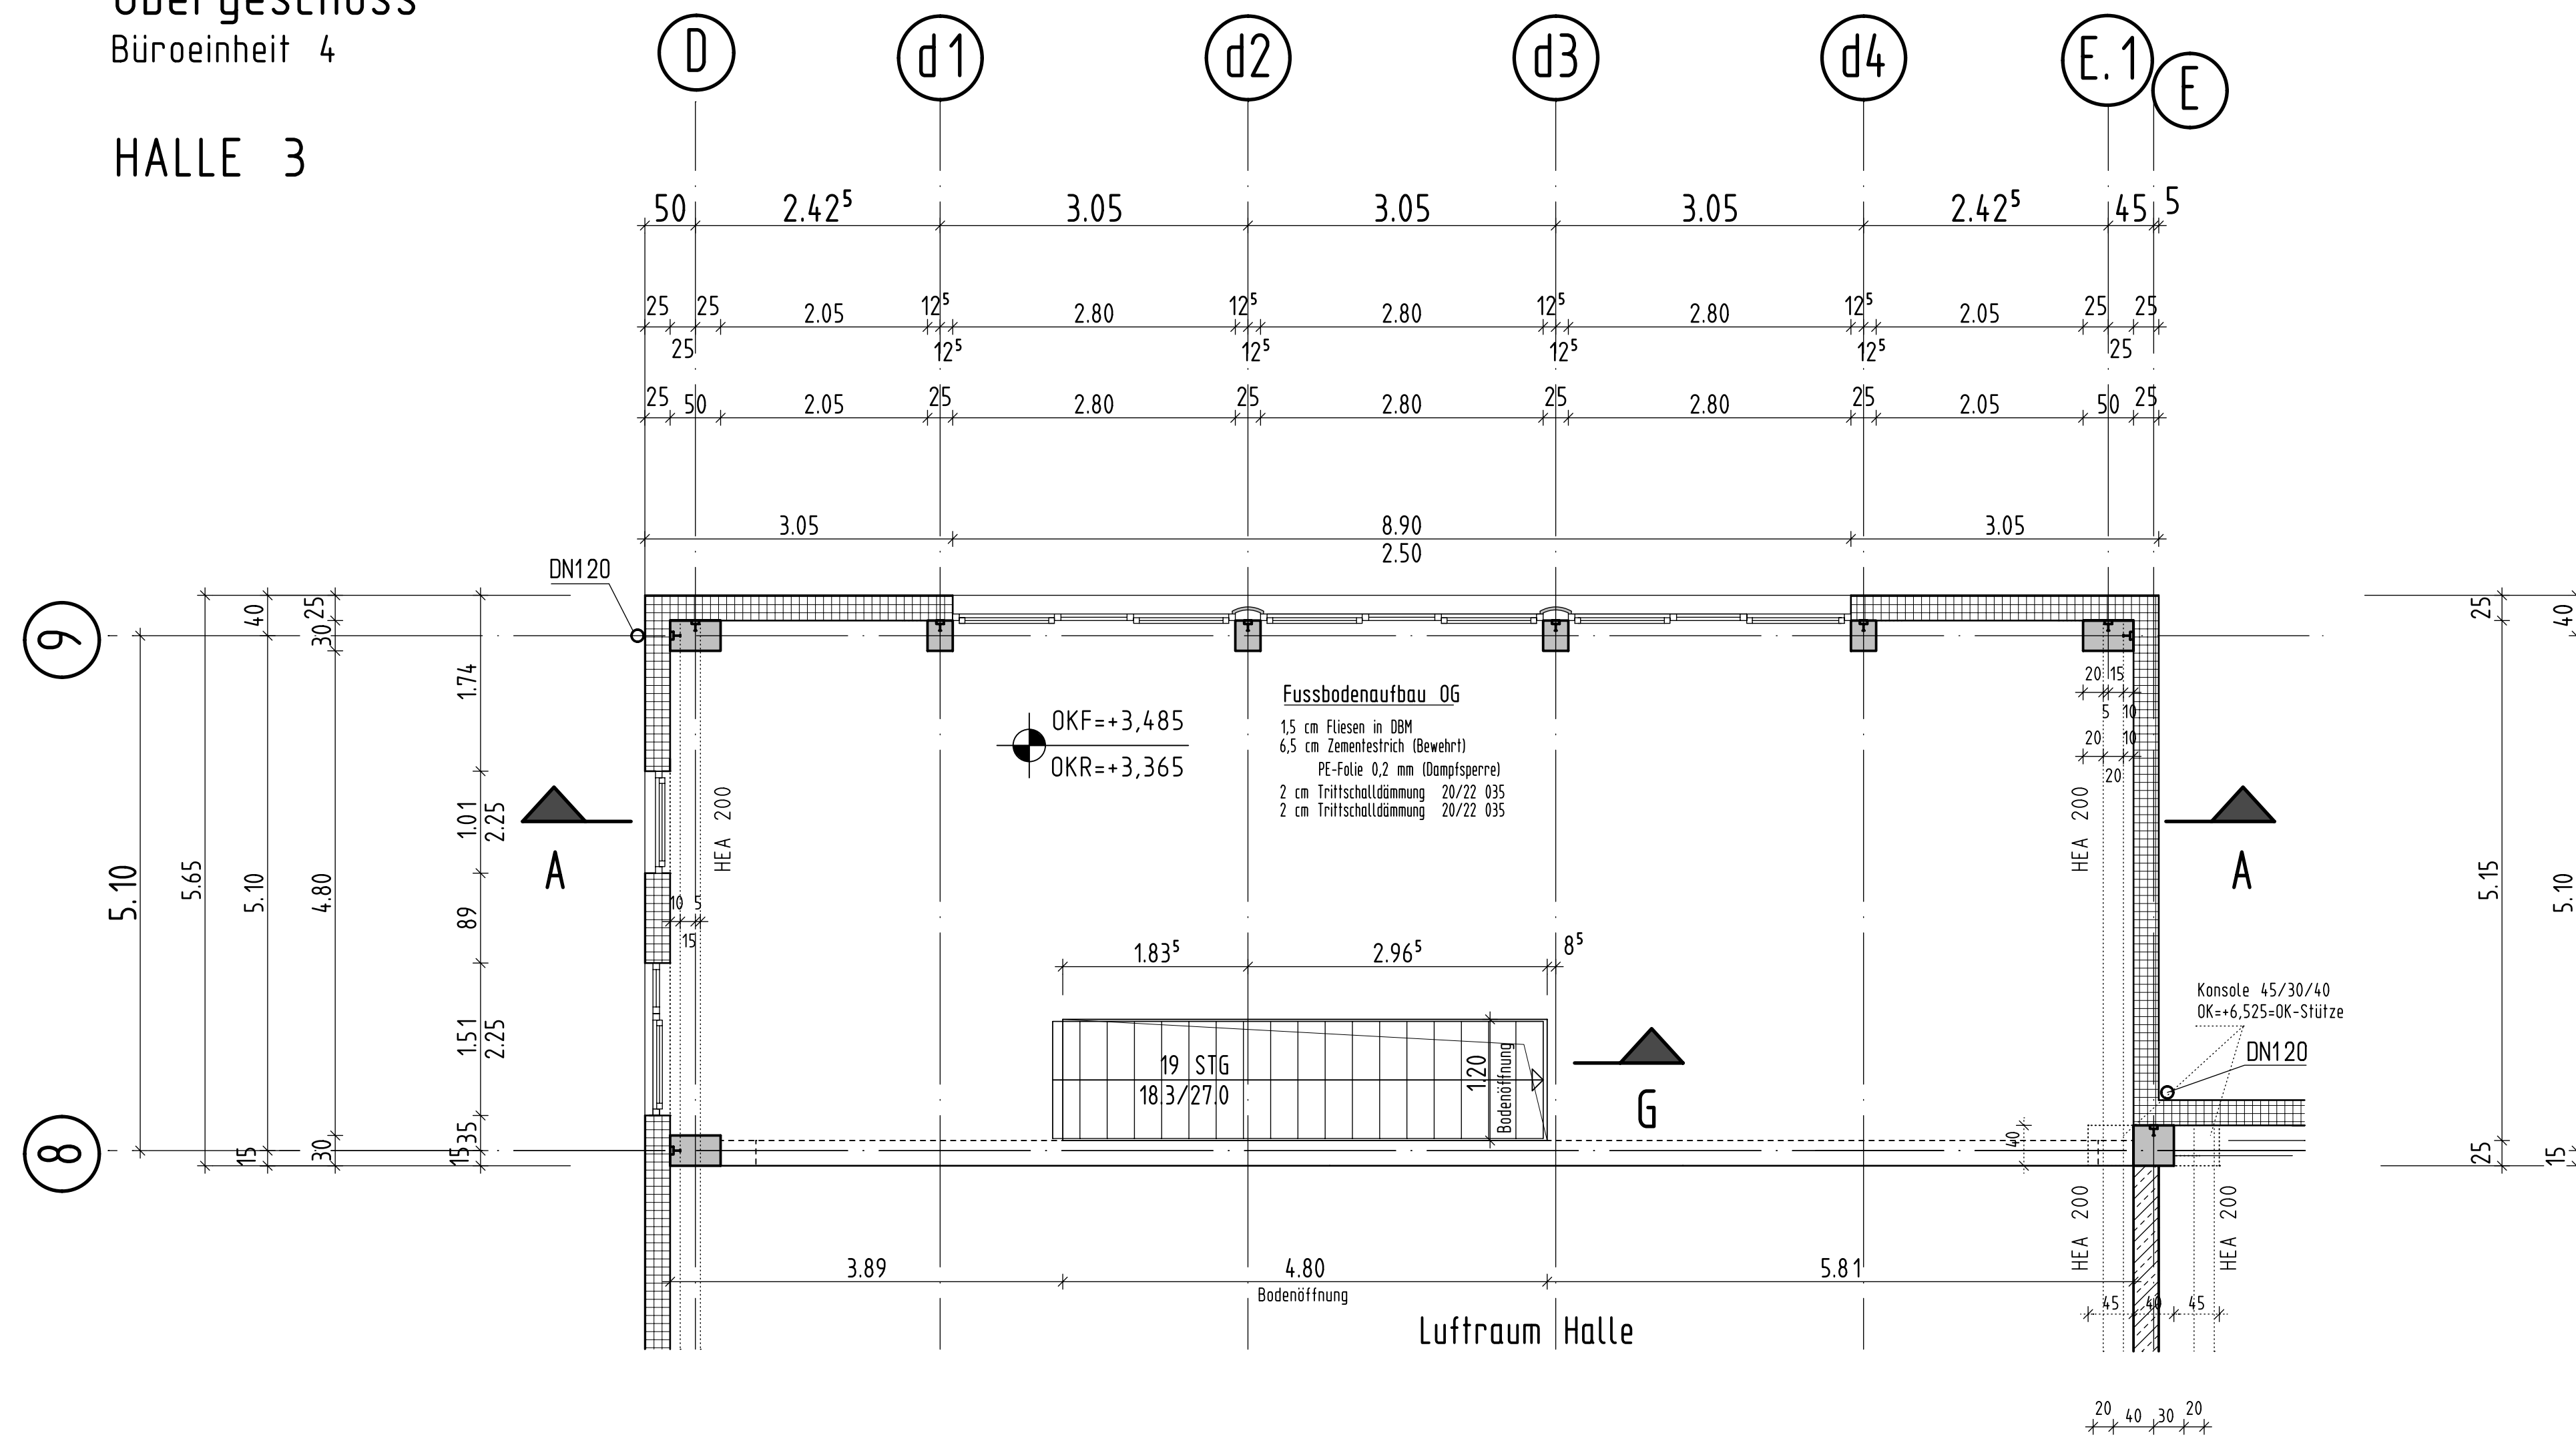 Obergeschoss
Büroeinheit 4
HALLE 3
D
d1
d2
d3
d4
E.1
E
50
2.42⁵
3.05
3.05
3.05
2.42⁵
45
5
25
25
2.05
12⁵
2.80
12⁵
2.80
12⁵
2.80
12⁵
2.05
25
25
25
12⁵
12⁵
12⁵
12⁵
25
25
50
2.05
25
2.80
25
2.80
25
2.80
25
2.05
50
25
3.05
8.90
3.05
2.50
DN120
9
8
5.10
5.65
40
5.10
15
25
30
4.80
30
1.74
1.01
2.25
89
1.51
2.25
35
15
A
HEA 200
10
5
15
OKF=+3,485
OKR=+3,365
Fussbodenaufbau OG
1,5 cm Fliesen in DBM
6,5 cm Zementestrich (Bewehrt)
PE-Folie 0,2 mm (Dampfsperre)
2 cm Trittschalldämmung 20/22 035
2 cm Trittschalldämmung 20/22 035
20
15
5
10
20
10
20
HEA 200
A
25
5.15
25
40
5.10
15
1.83⁵
2.96⁵
8⁵
19 STG
18.3/27.0
1.20
Bodenöffnung
G
Konsole 45/30/40
OK=+6,525=OK-Stütze
DN120
40
HEA 200
HEA 200
3.89
4.80
5.81
Bodenöffnung
Luftraum Halle
45
40
45
20
40
30
20